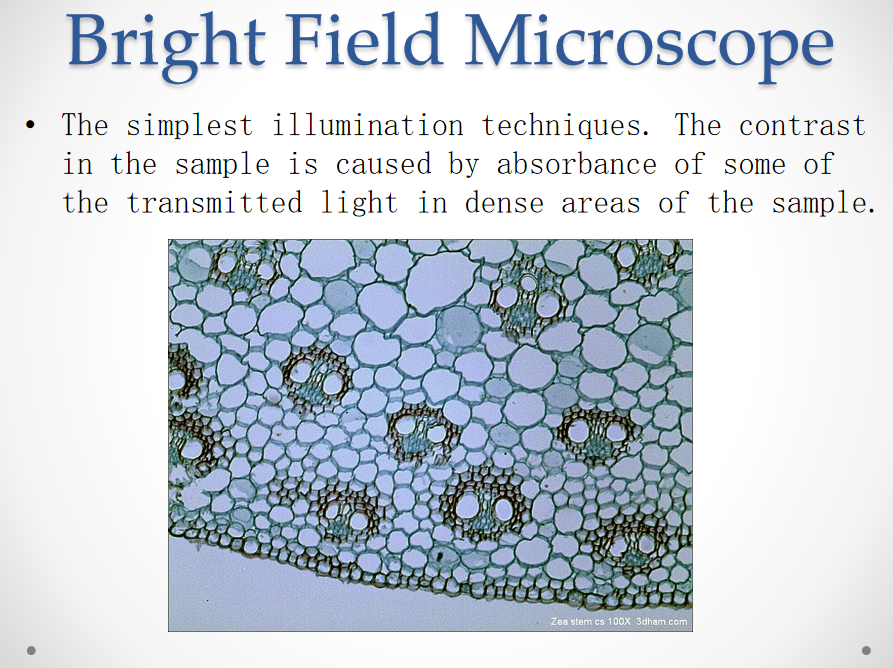 Bright Field Microscope
• The simplest illumination techniques. The contrast
in the sample is caused by absorbance of some of
the transmitted light in dense areas of the sample.
Zea stem cs 100X 3dham.com